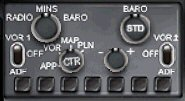 MINS
BARO
RADIO
BARO
STD
VOR 1
MAP
VOR
PLN
VOR 2
OFF
APP
CTR
-
+
OFF
ADF
ADF